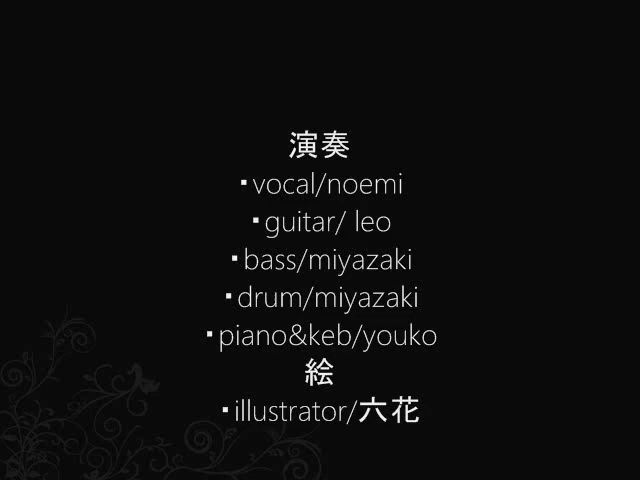 演奏
・vocal/noemi
・guitar/ leo
・bass/miyazaki
・drum/miyazaki
・piano&keb/youko
絵
・illustrator/六花